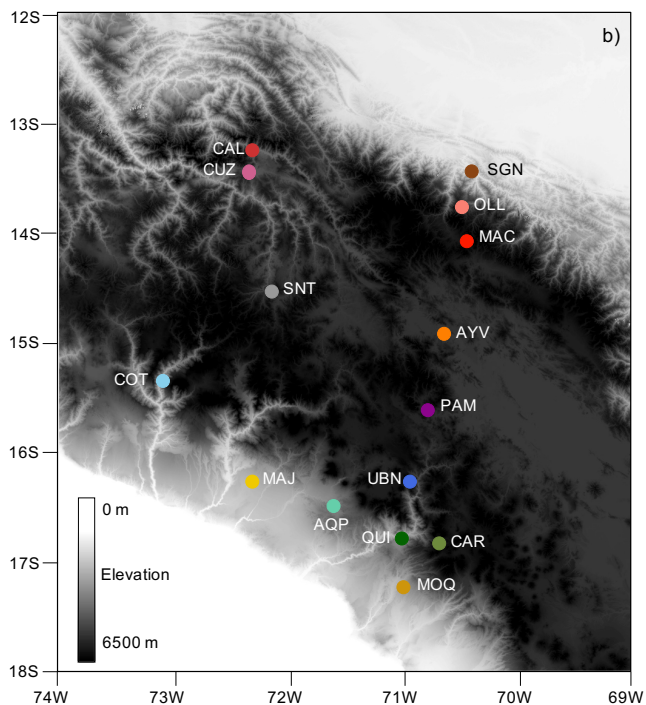 12S
b)
13S
CAL
CUZ
SGN
OLL
14S
MAC
SNT
15S
AYV
COT
PAM
16S
MAJ
UBN
0 m
AQP
QUI
CAR
17S
Elevation
MOQ
6500 m
18S
74W 73W 72W 71W 70W 69W